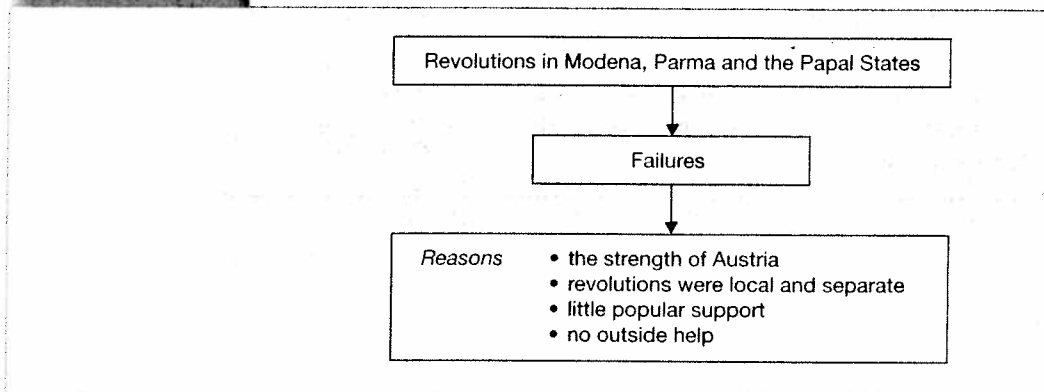 Revolutions in Modena, Parma and the Papal States
Failures
Reasons • the strength of Austria
• revolutions were local and separate
• little popular support
• no outside help